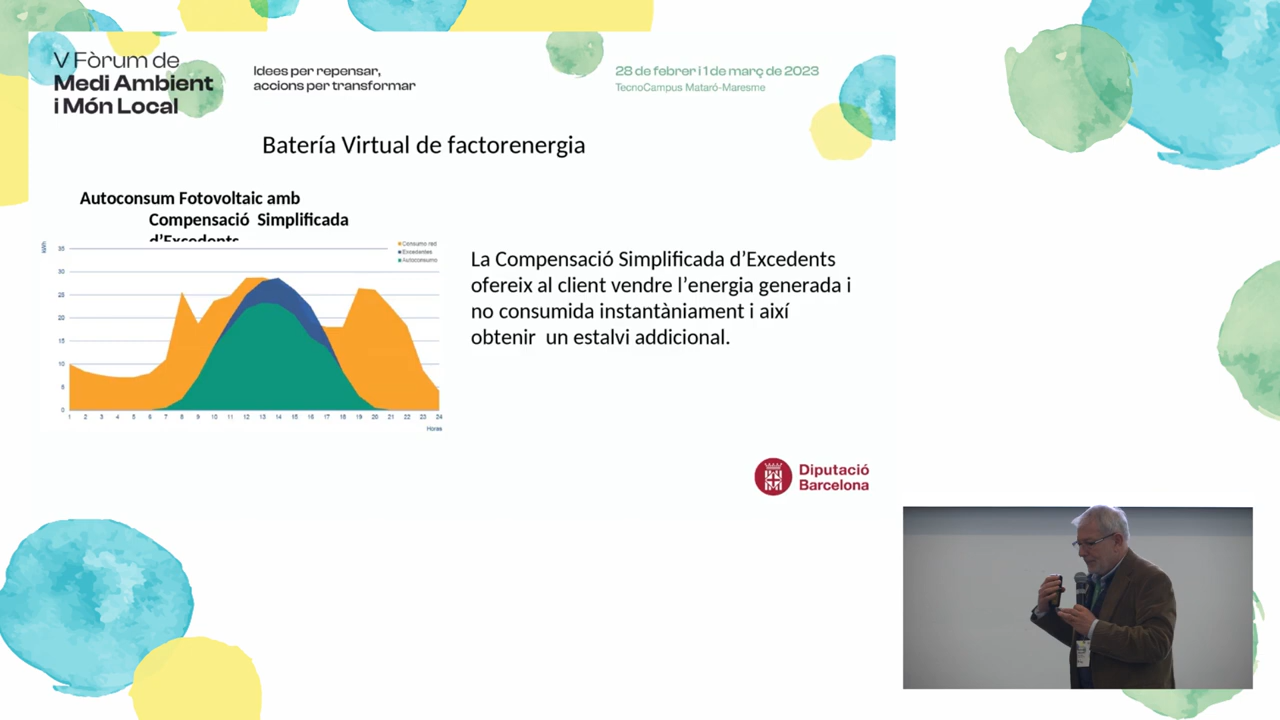 V Fòrum de
Medi Ambient
i Món Local
Idees per repensar,
accions per transformar
28 de febrer i 1 de març de 2023
TecnoCampus Mataró-Maresme
Batería Virtual de factorenergia
Autoconsum Fotovoltaic amb
Compensació Simplificada
d’Excedents
kWh
Consumo red
Excedentes
Autoconsumo
35
30
25
20
15
10
5
0
1 2 3 4 5 6 7 8 9 10 11 12 13 14 15 16 17 18 19 20 21 22 23 24
Horas
La Compensació Simplificada d’Excedents
ofereix al client vendre l’energia generada i
no consumida instantàniament i així
obtenir un estalvi addicional.
Diputació
Barcelona